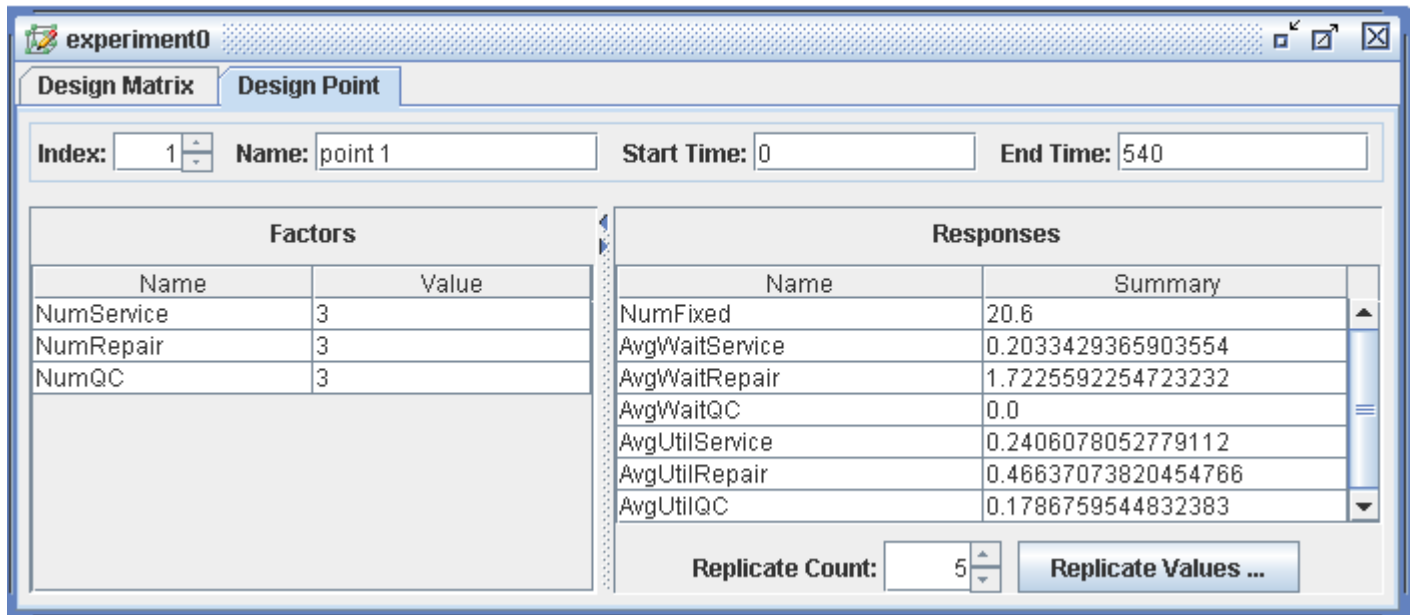 experiment0
Design Matrix Design Point
Index: 1 Name: point 1 Start Time: 0 End Time: 540
Factors
Name Value
NumService 3
NumRepair 3
NumQC 3
Responses
Name Summary
NumFixed 20.6
AvgWaitService 0.2033429365903554
AvgWaitRepair 1.7225592254723232
AvgWaitQC 0.0
AvgUtilService 0.2406078052779112
AvgUtilRepair 0.46637073820454766
AvgUtilQC 0.1786759544832383
Replicate Count: 5 Replicate Values ...